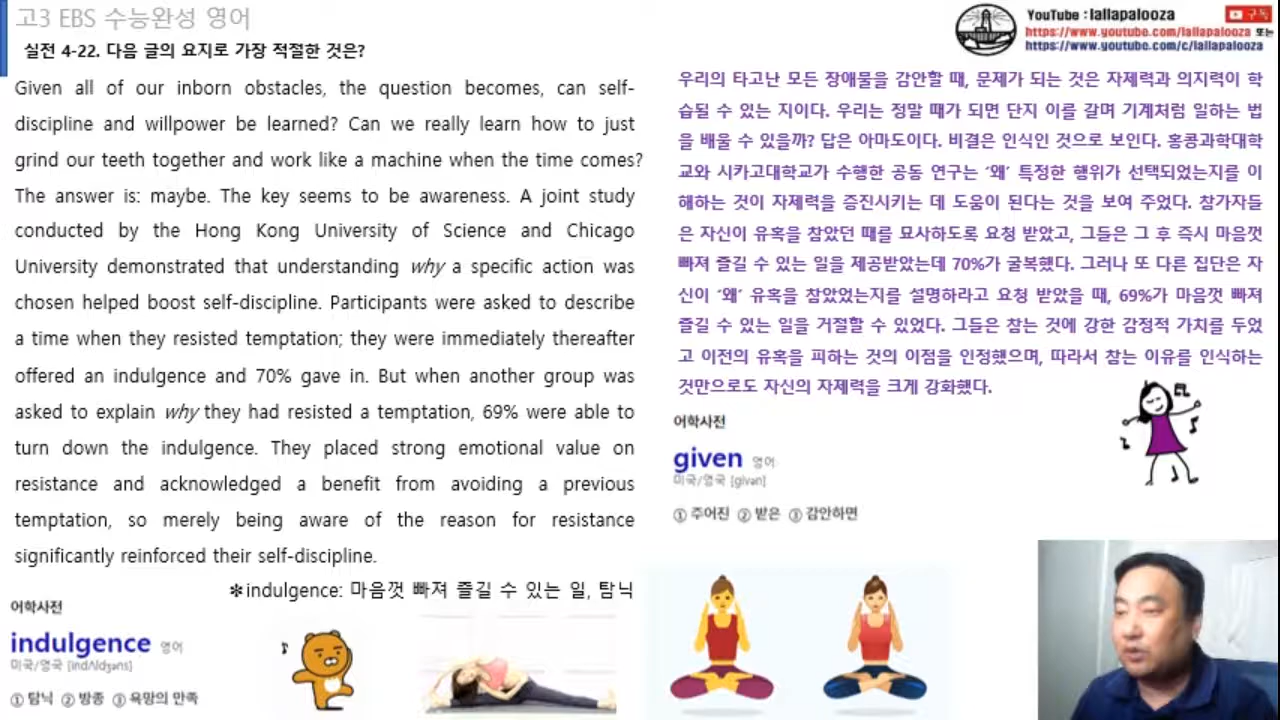 고3 EBS 수능완성 영어
실전 4-22. 다음 글의 요지로 가장 적절한 것은?
Given all of our inborn obstacles, the question becomes, can self-
discipline and willpower be learned? Can we really learn how to just
grind our teeth together and work like a machine when the time comes?
The answer is: maybe. The key seems to be awareness. A joint study
conducted by the Hong Kong University of Science and Chicago
University demonstrated that understanding why a specific action was
chosen helped boost self-discipline. Participants were asked to describe
a time when they resisted temptation; they were immediately thereafter
offered an indulgence and 70% gave in. But when another group was
asked to explain why they had resisted a temptation, 69% were able to
turn down the indulgence. They placed strong emotional value on
resistance and acknowledged a benefit from avoiding a previous
temptation, so merely being aware of the reason for resistance
significantly reinforced their self-discipline.
✻indulgence: 마음껏 빠져 즐길 수 있는 일, 탐닉
어학사전
indulgence 영어
미국/영국 [indʌldʒəns]
① 탐닉 ② 방종 ③ 욕망의 만족
YouTube : lallapalooza
구독
https://www.youtube.com/lallapalooza 또는
https://www.youtube.com/c/lallapalooza
우리의 타고난 모든 장애물을 감안할 때, 문제가 되는 것은 자제력과 의지력이 학
습될 수 있는 지이다. 우리는 정말 때가 되면 단지 이를 갈며 기계처럼 일하는 법
을 배울 수 있을까? 답은 아마도이다. 비결은 인식인 것으로 보인다. 홍콩과학대학
교와 시카고대학교가 수행한 공동 연구는 ‘왜’ 특정한 행위가 선택되었는지를 이
해하는 것이 자제력을 증진시키는 데 도움이 된다는 것을 보여 주었다. 참가자들
은 자신이 유혹을 참았던 때를 묘사하도록 요청 받았고, 그들은 그 후 즉시 마음껏
빠져 즐길 수 있는 일을 제공받았는데 70%가 굴복했다. 그러나 또 다른 집단은 자
신이 ‘왜’ 유혹을 참았었는지를 설명하라고 요청 받았을 때, 69%가 마음껏 빠져
즐길 수 있는 일을 거절할 수 있었다. 그들은 참는 것에 강한 감정적 가치를 두었
고 이전의 유혹을 피하는 것의 이점을 인정했으며, 따라서 참는 이유를 인식하는
것만으로도 자신의 자제력을 크게 강화했다.
어학사전
given 영어
미국/영국 [givən]
① 주어진 ② 받은 ③ 감안하면